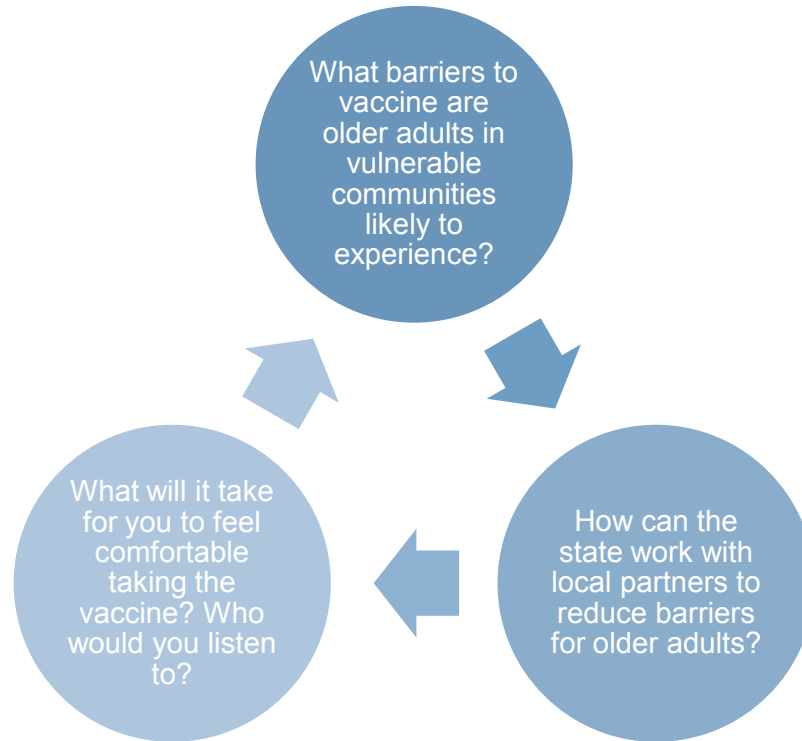 What barriers to
vaccine are
older adults in
vulnerable
communities
likely to
experience?
How can the
state work with
local partners to
reduce barriers
for older adults?
What will it take
for you to feel
comfortable
taking the
vaccine? Who
would you listen
to?